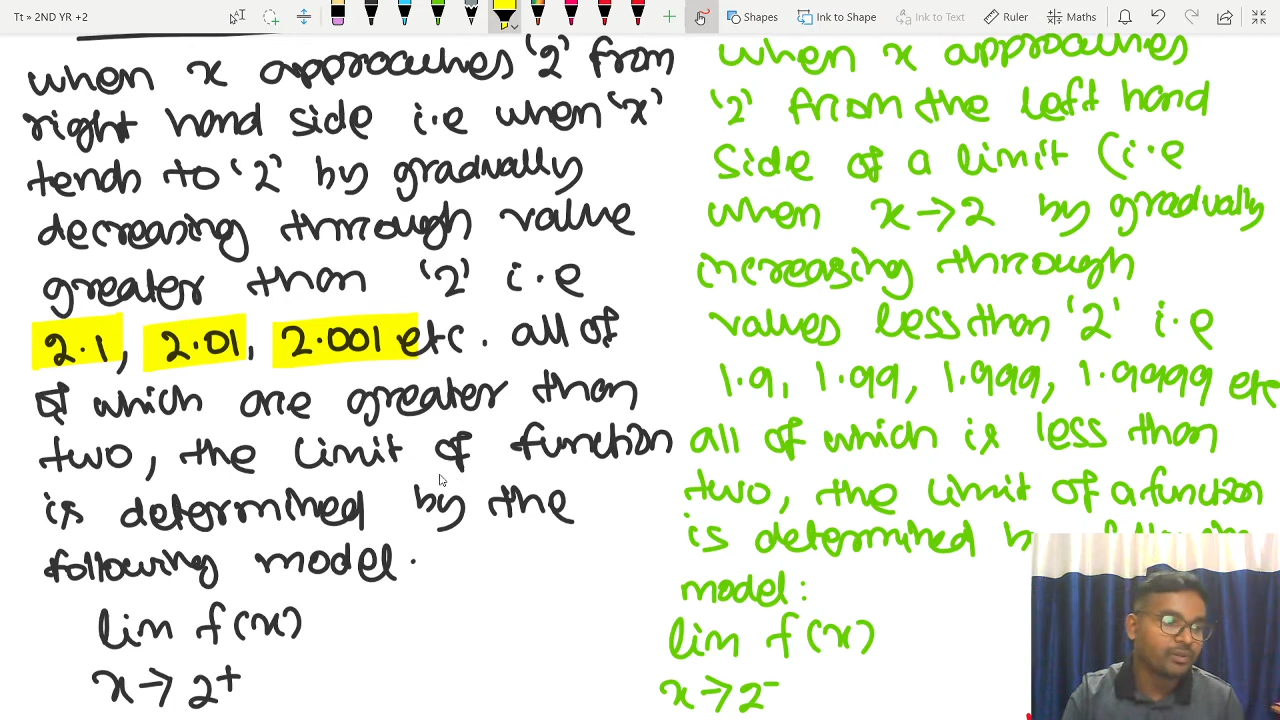 Tt » 2ND YR +2
Shapes
Ink to Shape
Ink to Text
Ruler
Maths
when x approaches '2' from
right hand side i.e when 'x'
tends to '2' by gradually
decreasing through value
greater than '2' i.e
2.1, 2.01, 2.001 etc. all of
which are greater than
two, the limit of function
is determined by the
following model.
lim f(x)
x → 2+
when x approaches
'2' from the left hand
side of a limit (i.e
when x → 2 by gradually
increasing through
values less than '2' i.e
1.9, 1.99, 1.999, 1.9999 etc
all of which is less than
two, the limit of a function
is determined
model:
lim f(x)
x → 2-